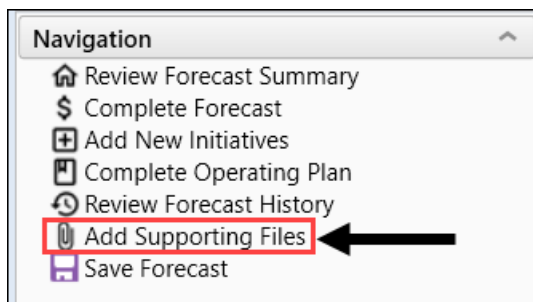 Navigation
Review Forecast Summary
Complete Forecast
Add New Initiatives
Complete Operating Plan
Review Forecast History
Add Supporting Files
Save Forecast